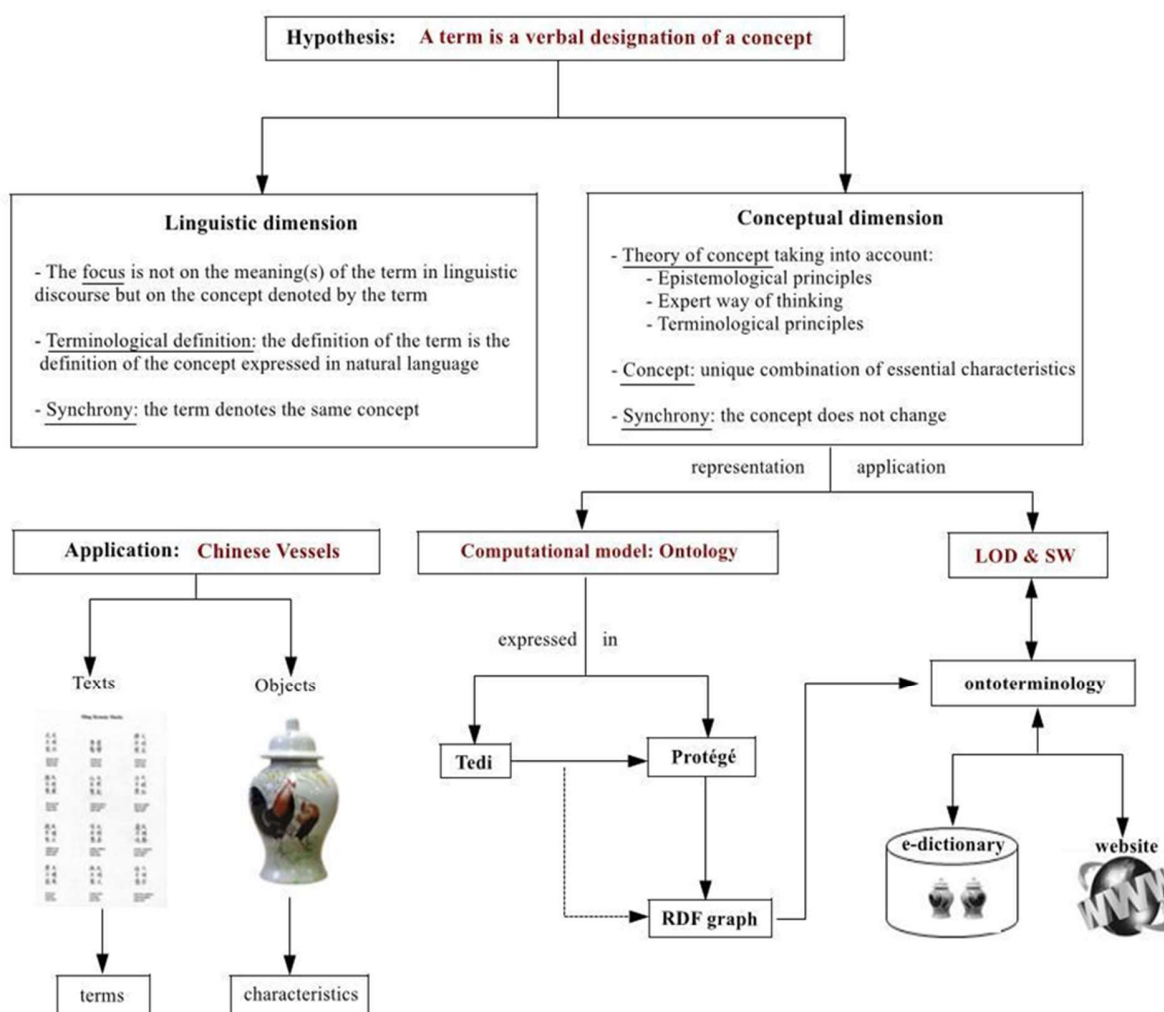 Hypothesis: A term is a verbal designation of a concept
Linguistic dimension
- The focus is not on the meaning(s) of the term in linguistic
discourse but on the concept denoted by the term
- Terminological definition: the definition of the term is the
definition of the concept expressed in natural language
- Synchrony: the term denotes the same concept
Conceptual dimension
- Theory of concept taking into account:
- Epistemological principles
- Expert way of thinking
- Terminological principles
- Concept: unique combination of essential characteristics
- Synchrony: the concept does not change
representation application
Application: Chinese Vessels
Texts
Objects
terms
characteristics
Computational model: Ontology
expressed in
Tedi
Protégé
RDF graph
LOD & SW
ontoterminology
e-dictionary
website
WWW